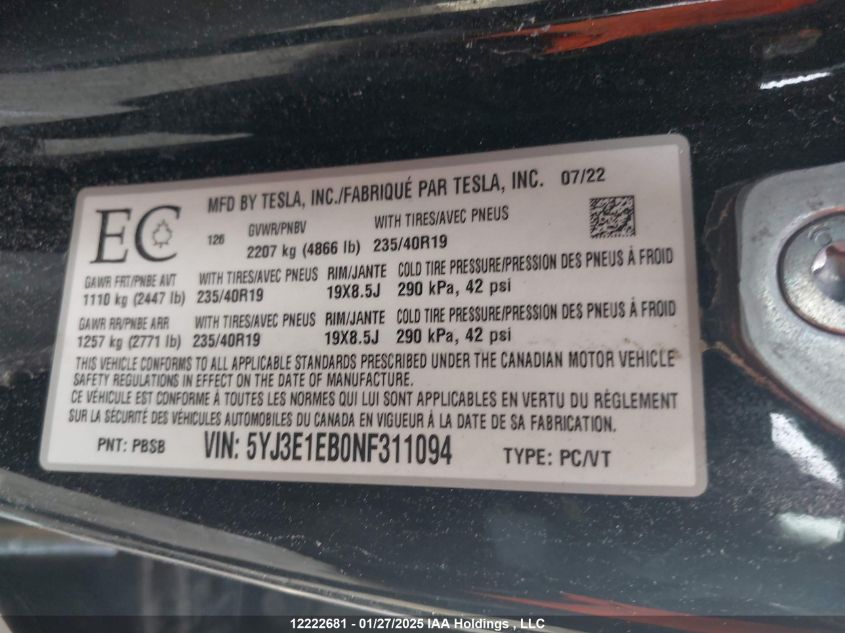 MFD BY TESLA, INC./FABRIQUÉ PAR TESLA, INC. 07/22
EC
126
GVWR/PNBV WITH TIRES/AVEC PNEUS
2207 kg (4866 lb) 235/40R19
GAWR FRT/PNBE AVT WITH TIRES/AVEC PNEUS RIM/JANTE COLD TIRE PRESSURE/PRESSION DES PNEUS À FROID
1110 kg (2447 lb) 235/40R19 19X8.5J 290 kPa, 42 psi
GAWR RR/PNBE ARR WITH TIRES/AVEC PNEUS RIM/JANTE COLD TIRE PRESSURE/PRESSION DES PNEUS À FROID
1257 kg (2771 lb) 235/40R19 19X8.5J 290 kPa, 42 psi
THIS VEHICLE CONFORMS TO ALL APPLICABLE STANDARDS PRESCRIBED UNDER THE CANADIAN MOTOR VEHICLE
SAFETY REGULATIONS IN EFFECT ON THE DATE OF MANUFACTURE.
CE VÉHICULE EST CONFORME À TOUTES LES NORMES QUI LUI SONT APPLICABLES EN VERTU DU RÈGLEMENT
SUR LA SÉCURITÉ DES VÉHICULES AUTOMOBILES DU CANADA EN VIGUEUR À LA DATE DE SA FABRICATION.
PNT: PBSB VIN: 5YJ3E1EB0NF311094 TYPE: PC/VT
12222681 - 01/27/2025 IAA Holdings , LLC